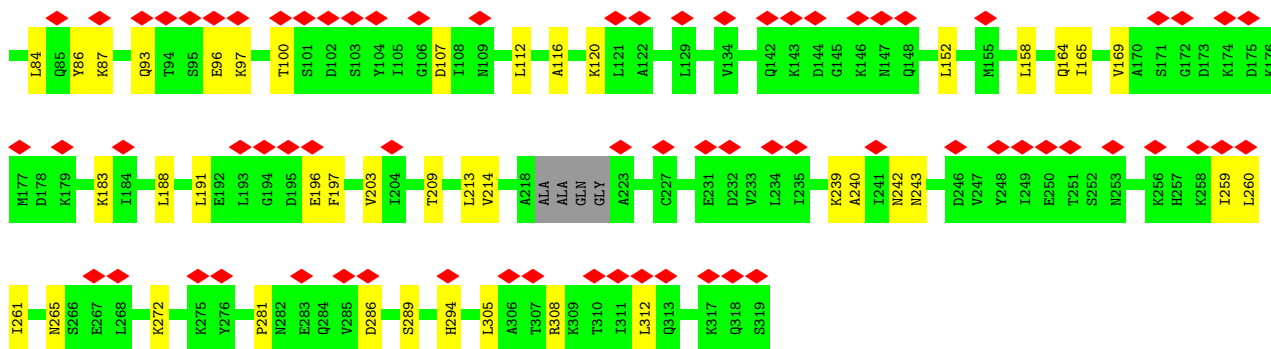 L84 Q85 Y86 K87 Q93 T94 S95 E96 K97 T100 S101 D102 S103 Y104 I105 G106 D107 I108 N109 L112 A116 K120 L121 A122 L129 V134 Q142 K143 D144 G145 K146 N147 Q148 L152 M155 L158 Q164 I165 V169 A170 S171 G172 D173 K174 D175 K176
M177 D178 K179 K183 I184 L188 L191 E192 L193 G194 D195 E196 F197 V203 I204 T209 L213 V214 A218 ALA ALA GLN GLY A223 C227 E231 D232 V233 L234 I235 K239 A240 I241 N242 N243 D246 V247 Y248 I249 E250 T251 S252 N253 K256 H257 K258 I259 L260
I261 N265 S266 E267 L268 K272 K275 Y276 P281 N282 E283 Q284 V285 D286 S289 H294 L305 A306 T307 R308 K309 T310 I311 L312 Q313 K317 Q318 S319